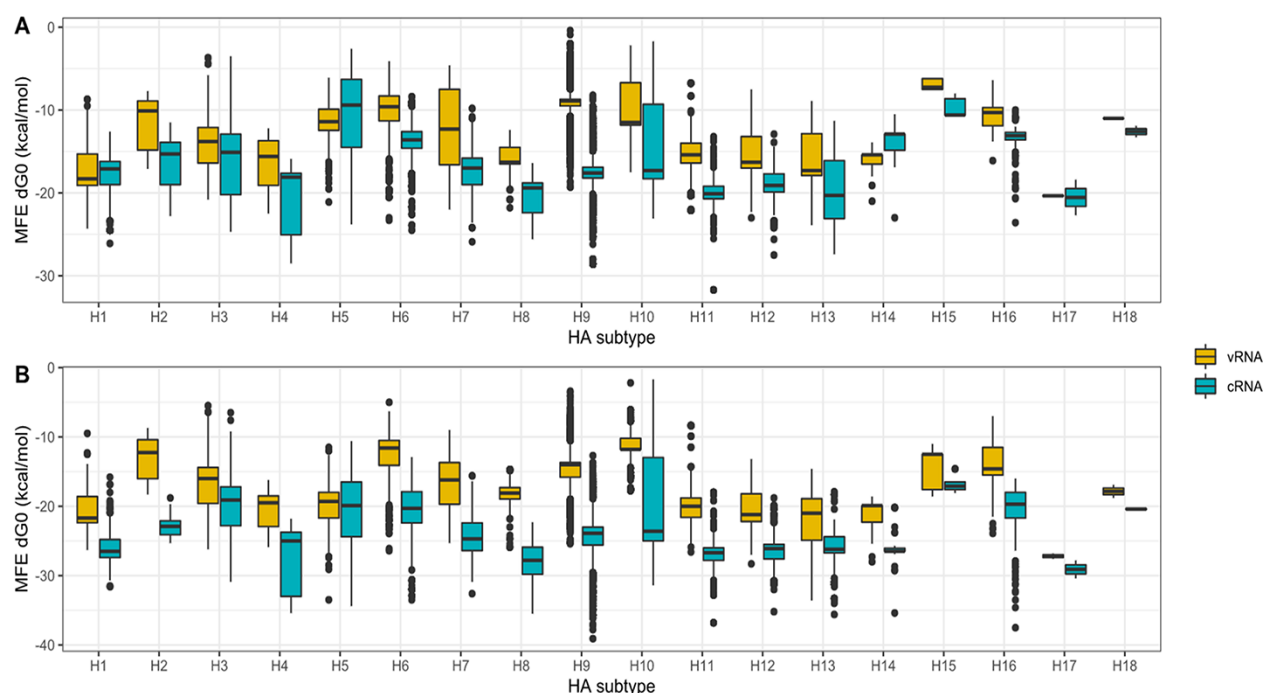 A
MFE dG0 (kcal/mol)
0
-10
-20
-30
H1 H2 H3 H4 H5 H6 H7 H8 H9 H10 H11 H12 H13 H14 H15 H16 H17 H18
HA subtype
vRNA
cRNA
B
MFE dG0 (kcal/mol)
0
-10
-20
-30
-40
H1 H2 H3 H4 H5 H6 H7 H8 H9 H10 H11 H12 H13 H14 H15 H16 H17 H18
HA subtype